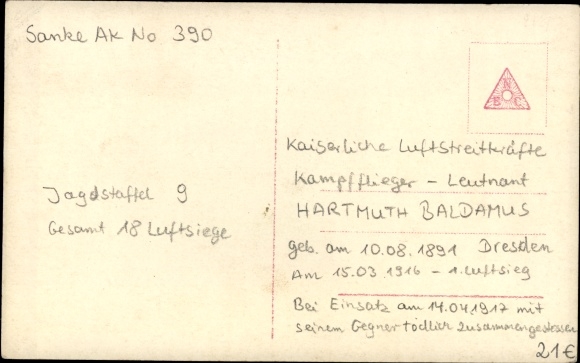 Sanke Ak No 390
N
B C
Kaiserliche Luftstreitkräfte
Kampfflieger - Leutnant
HARTMUTH BALDAMUS
geb. am 10.08.1891 Dresden
Am 15.03.1916 - 1. Luftsieg
Bei Einsatz am 14.04.1917 mit
seinem Gegner tödlich zusammengestossen
Jagdstaffel 9
Gesamt 18 Luftsiege
21€